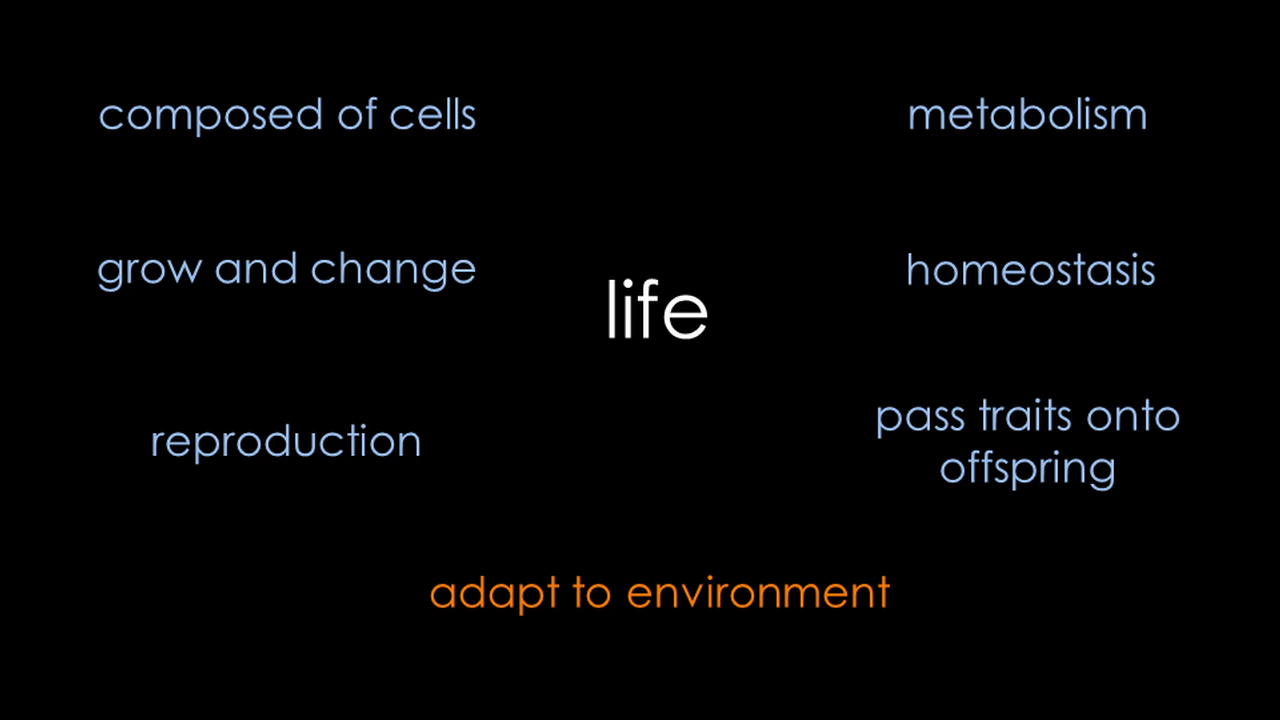 composed of cells
metabolism
grow and change
homeostasis
life
reproduction
pass traits onto
offspring
adapt to environment